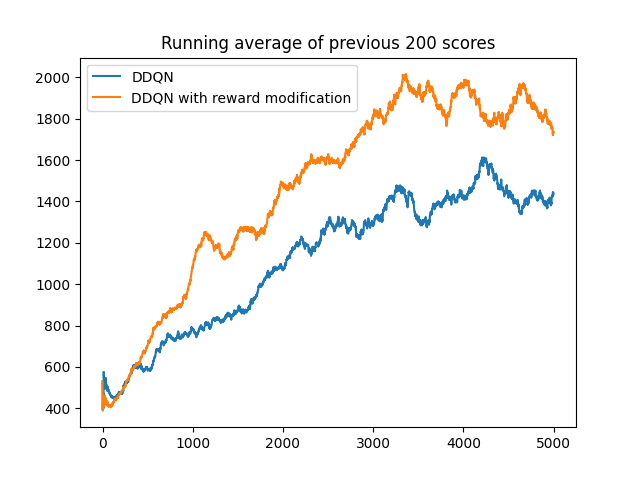 Running average of previous 200 scores
DDQN
DDQN with reward modification
2000
1800
1600
1400
1200
1000
800
600
400
0 1000 2000 3000 4000 5000